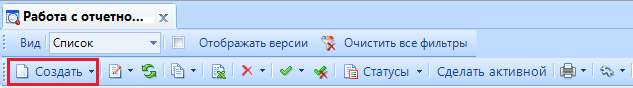 Работа с отчетно...
Вид Список Отображать версии Очистить все фильтры
Создать Статусы Сделать активной